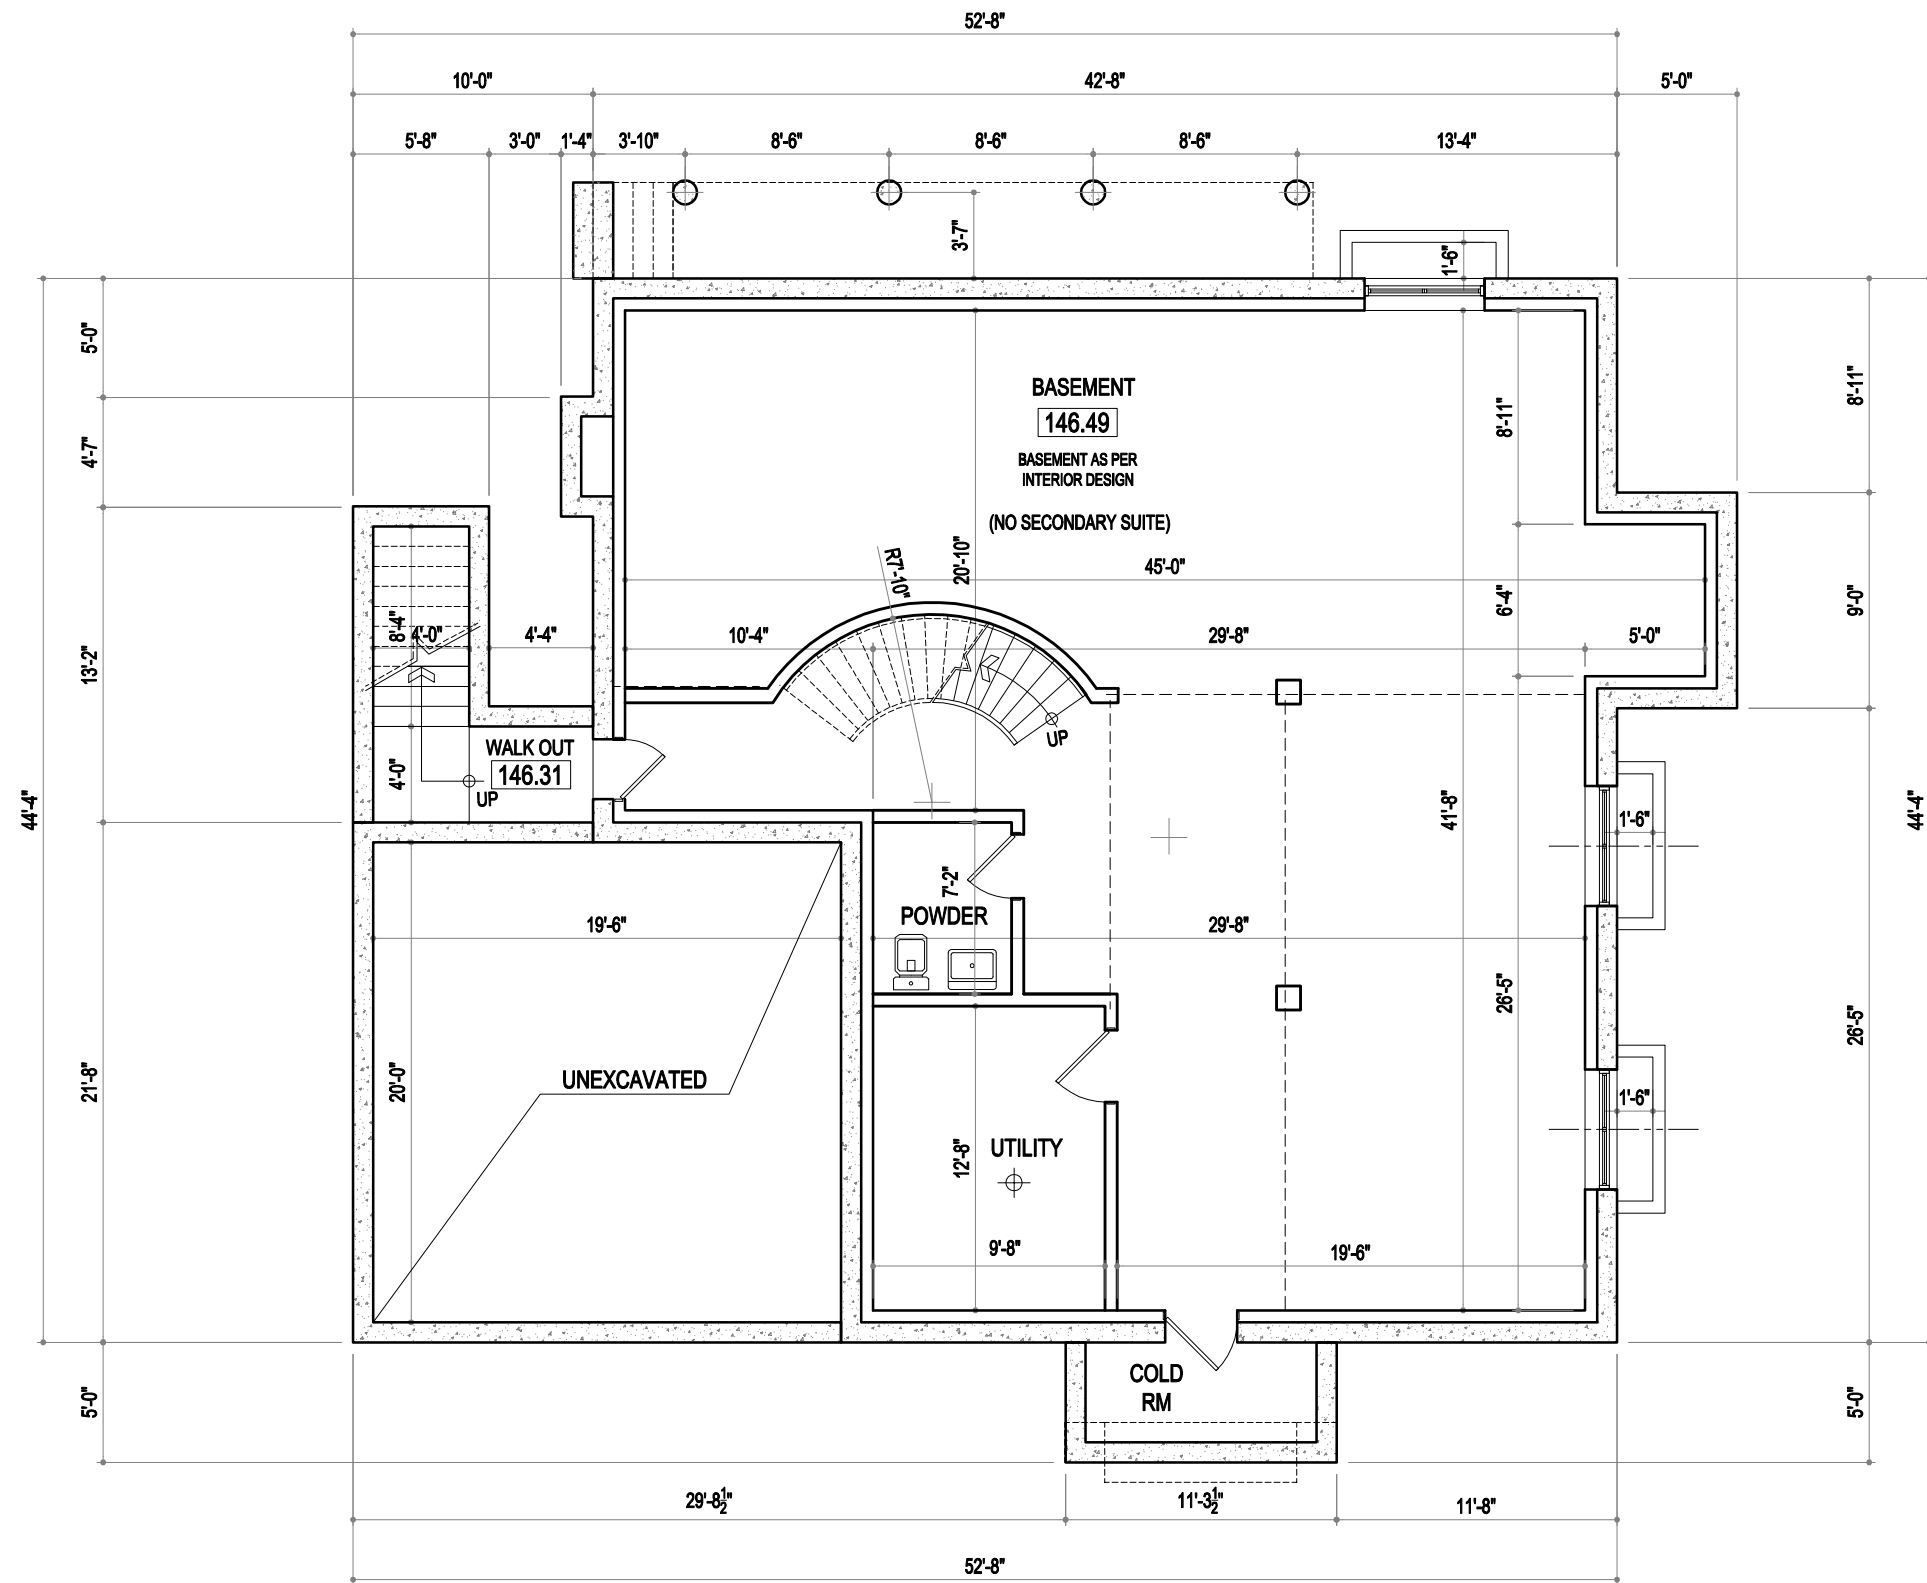 52'-8"
10'-0" 42'-8" 5'-0"
5'-8" 3'-0" 1'-4" 3'-10" 8'-6" 8'-6" 8'-6" 13'-4"
3'-7"
1'-6"
5'-0"
8'-11"
BASEMENT
146.49
8'-11"
4'-7"
BASEMENT AS PER
INTERIOR DESIGN
(NO SECONDARY SUITE)
20'-10"
R7'-10"
45'-0"
6'-4"
9'-0"
8'-4"
4'-0" 4'-4" 10'-4" 29'-8" 5'-0"
13'-2"
UP
WALK OUT
146.31
4'-0"
UP
44'-4"
41'-8"
44'-4"
1'-6"
7'-2"
POWDER
19'-6" 29'-8"
26'-5"
26'-5"
UNEXCAVATED
20'-0"
21'-8"
1'-6"
UTILITY
12'-8"
9'-8" 19'-6"
COLD
RM
5'-0"
5'-0"
29'-8½" 11'-3½" 11'-8"
52'-8"